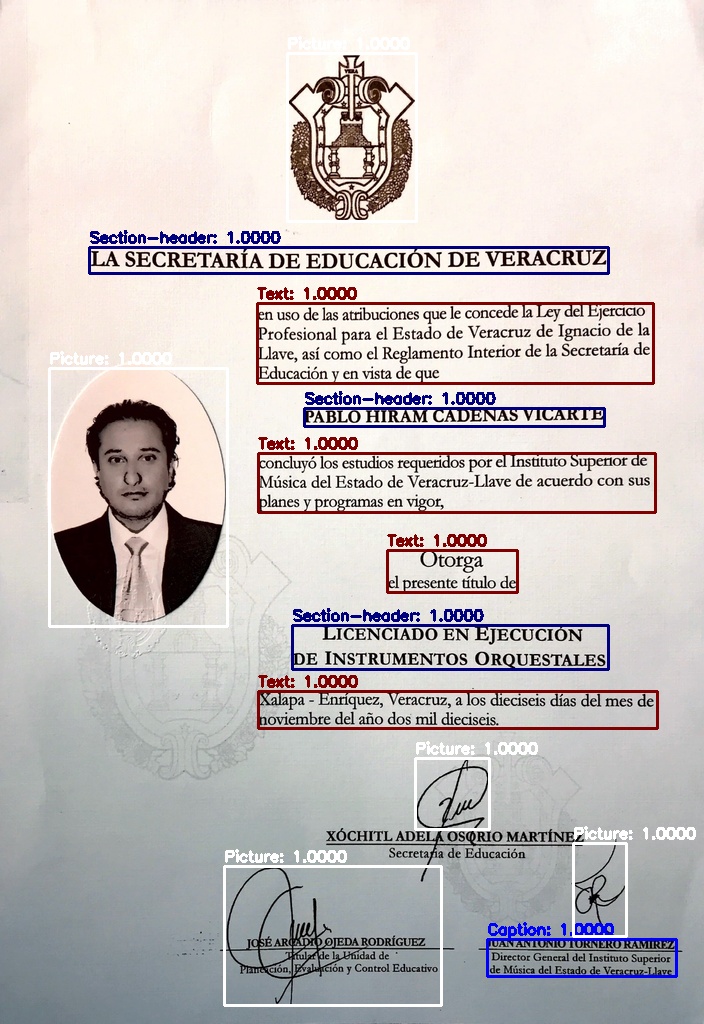 Picture: 1.0000
VERA
Section-header: 1.0000
LA SECRETARÍA DE EDUCACIÓN DE VERACRUZ
Text: 1.0000
en uso de las atribuciones que le concede la Ley del Ejercicio
Profesional para el Estado de Veracruz de Ignacio de la
Llave, así como el Reglamento Interior de la Secretaría de
Educación y en vista de que
Picture: 1.0000
Section-header: 1.0000
PABLO HIRAM CADENAS VICARTE
Text: 1.0000
concluyó los estudios requeridos por el Instituto Superior de
Música del Estado de Veracruz-Llave de acuerdo con sus
planes y programas en vigor,
Text: 1.0000
Otorga
el presente título de
Section-header: 1.0000
LICENCIADO EN EJECUCIÓN
DE INSTRUMENTOS ORQUESTALES
Text: 1.0000
Xalapa - Enríquez, Veracruz, a los dieciseis días del mes de
noviembre del año dos mil dieciseis.
Picture: 1.0000
XÓCHITL ADELA OSORIO MARTÍNEZ
Secretaría de Educación
Picture: 1.0000
Picture: 1.0000
JOSÉ ARCADIO OJEDA RODRÍGUEZ
Titular de la Unidad de
Planeación, Evaluación y Control Educativo
Caption: 1.0000
JUAN ANTONIO TORNERO RAMÍREZ
Director General del Instituto Superior
de Música del Estado de Veracruz-Llave